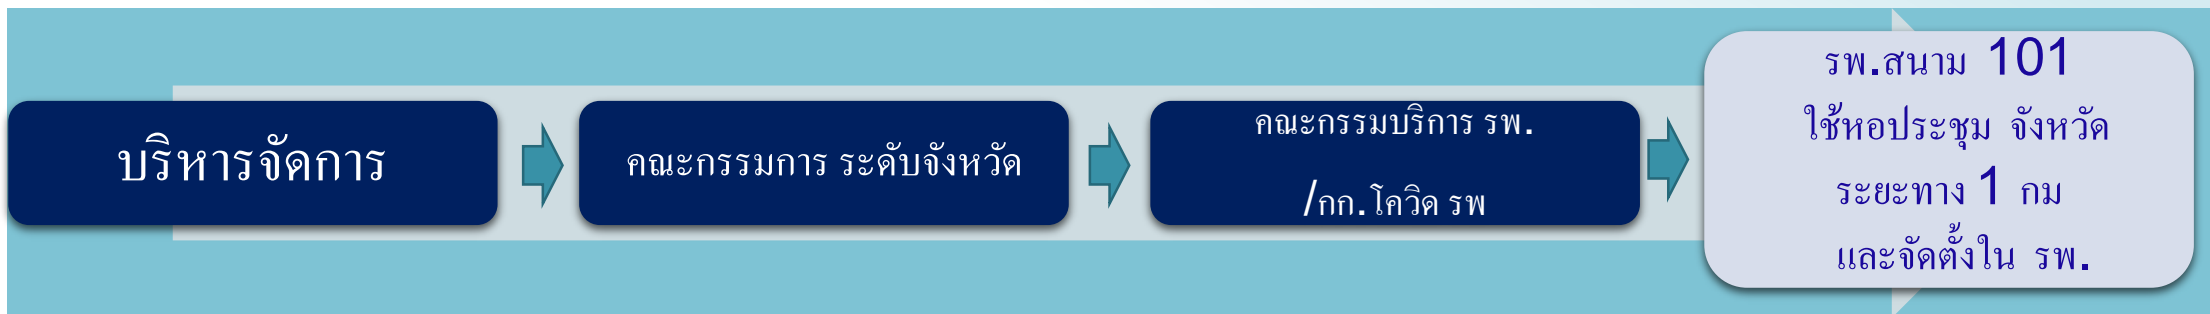 บริหารจัดการ
คณะกรรมการ ระดับจังหวัด
คณะกรรมบริการ รพ.
/กก.โควิด รพ
รพ.สนาม 101
ใช้หอประชุม จังหวัด
ระยะทาง 1 กม
และจัดตั้งใน รพ.